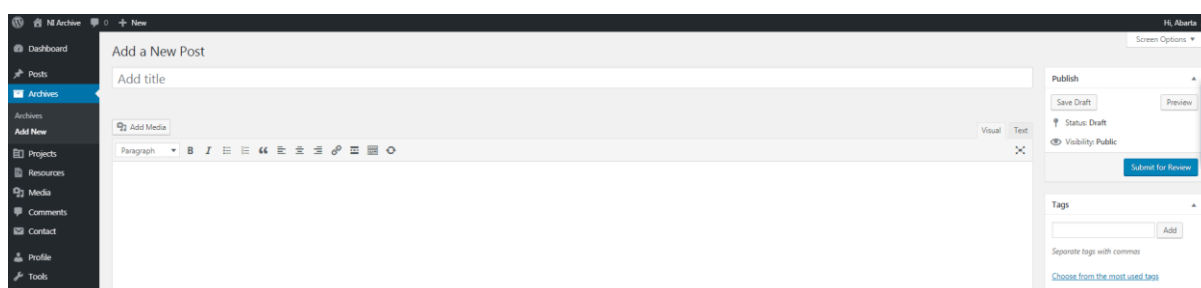 NI Archive 0 + New Hi, Abarta
Screen Options ▼
Dashboard
Posts
Archives
Archives
Add New
Projects
Resources
Media
Comments
Contact
Profile
Tools
Add a New Post
Add title
Add Media
Visual Text
Paragraph B I
Publish
Save Draft Preview
Status: Draft
Visibility: Public
Submit for Review
Tags
Add
Separate tags with commas
Choose from the most used tags